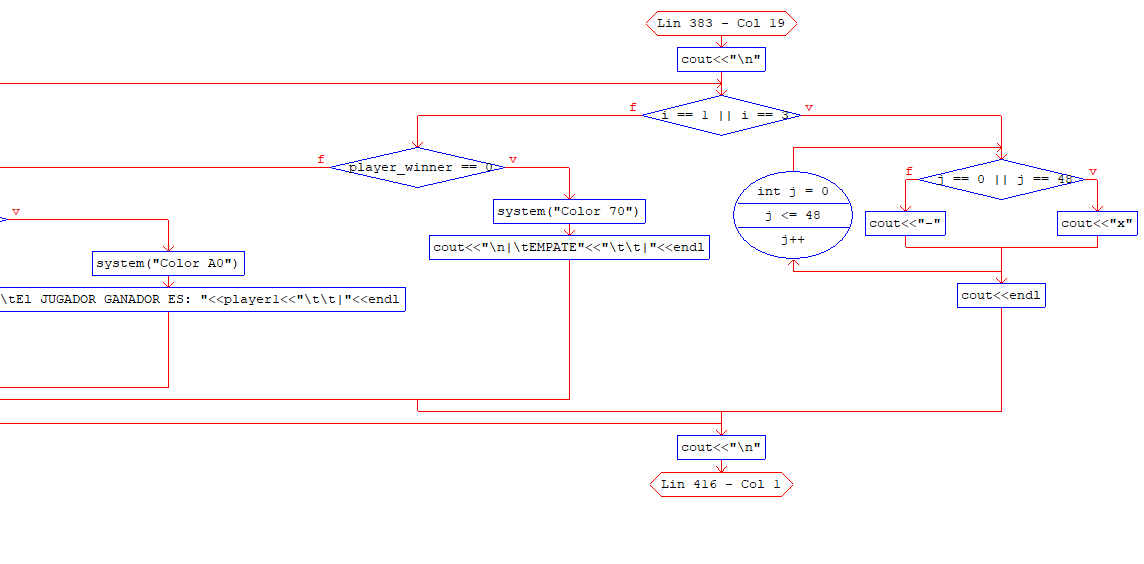 Lin 383 - Col 19
cout<<"\n"
f
i == 1 || i == 3
v
f
player_winner == 0
v
int j = 0
j <= 48
j++
f
j == 0 || j == 48
v
v
system("Color 70")
cout<<"-"
cout<<"x"
cout<<"\n|\tEMPATE"<<"\t\t|"<<endl
system("Color A0")
\tEl JUGADOR GANADOR ES: "<<player1<<"\t\t|"<<endl
cout<<endl
cout<<"\n"
Lin 416 - Col 1